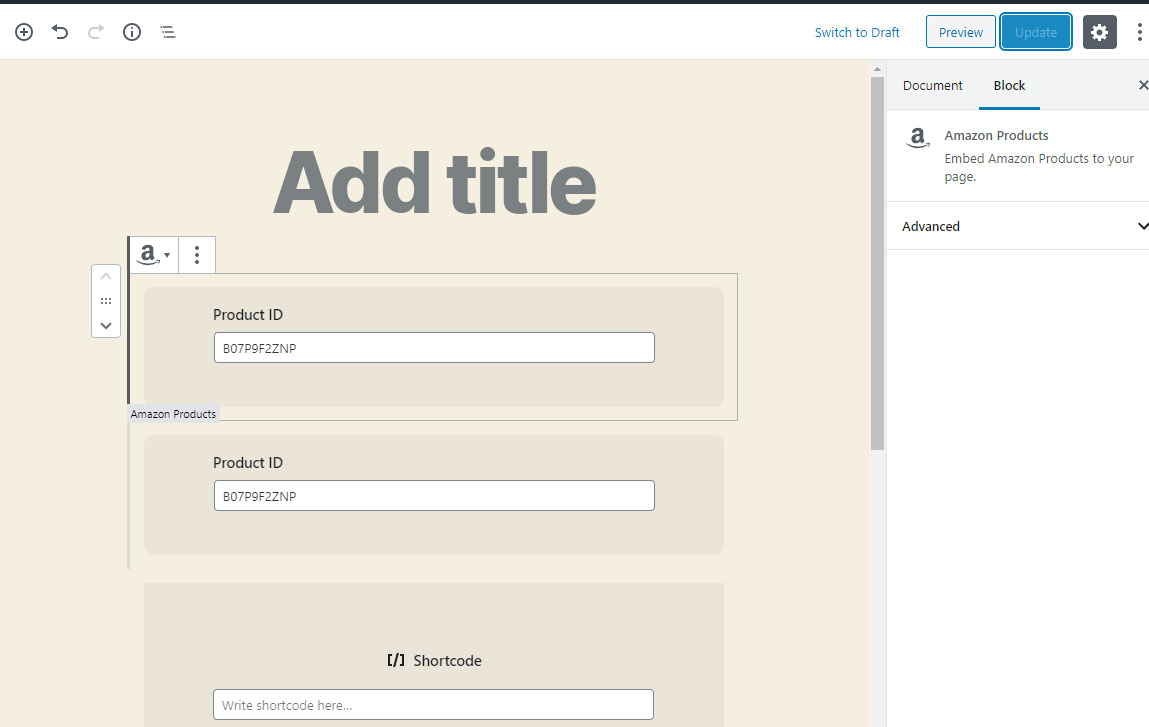 Switch to Draft
Preview
Update
Document
Block
Amazon Products
Embed Amazon Products to your
page.
Advanced
Add title
Product ID
B07P9F2ZNP
Amazon Products
Product ID
B07P9F2ZNP
[/] Shortcode
Write shortcode here...